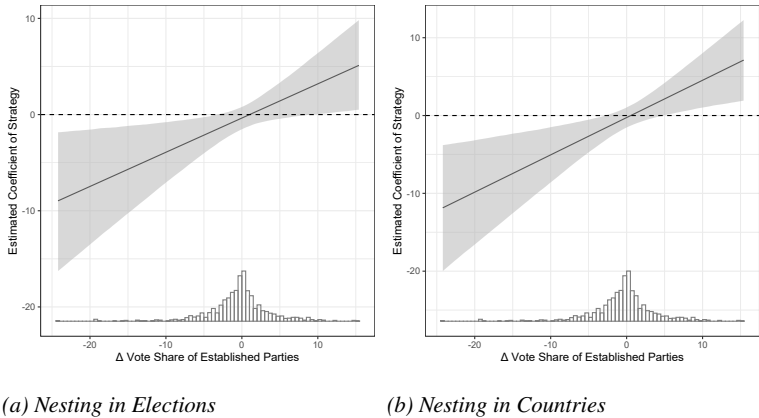 10
0
-10
-20
Estimated Coefficient of Strategy
-20
-10
0
10
Δ Vote Share of Established Parties
10
0
-10
-20
Estimated Coefficient of Strategy
-20
-10
0
10
Δ Vote Share of Established Parties
(a) Nesting in Elections
(b) Nesting in Countries